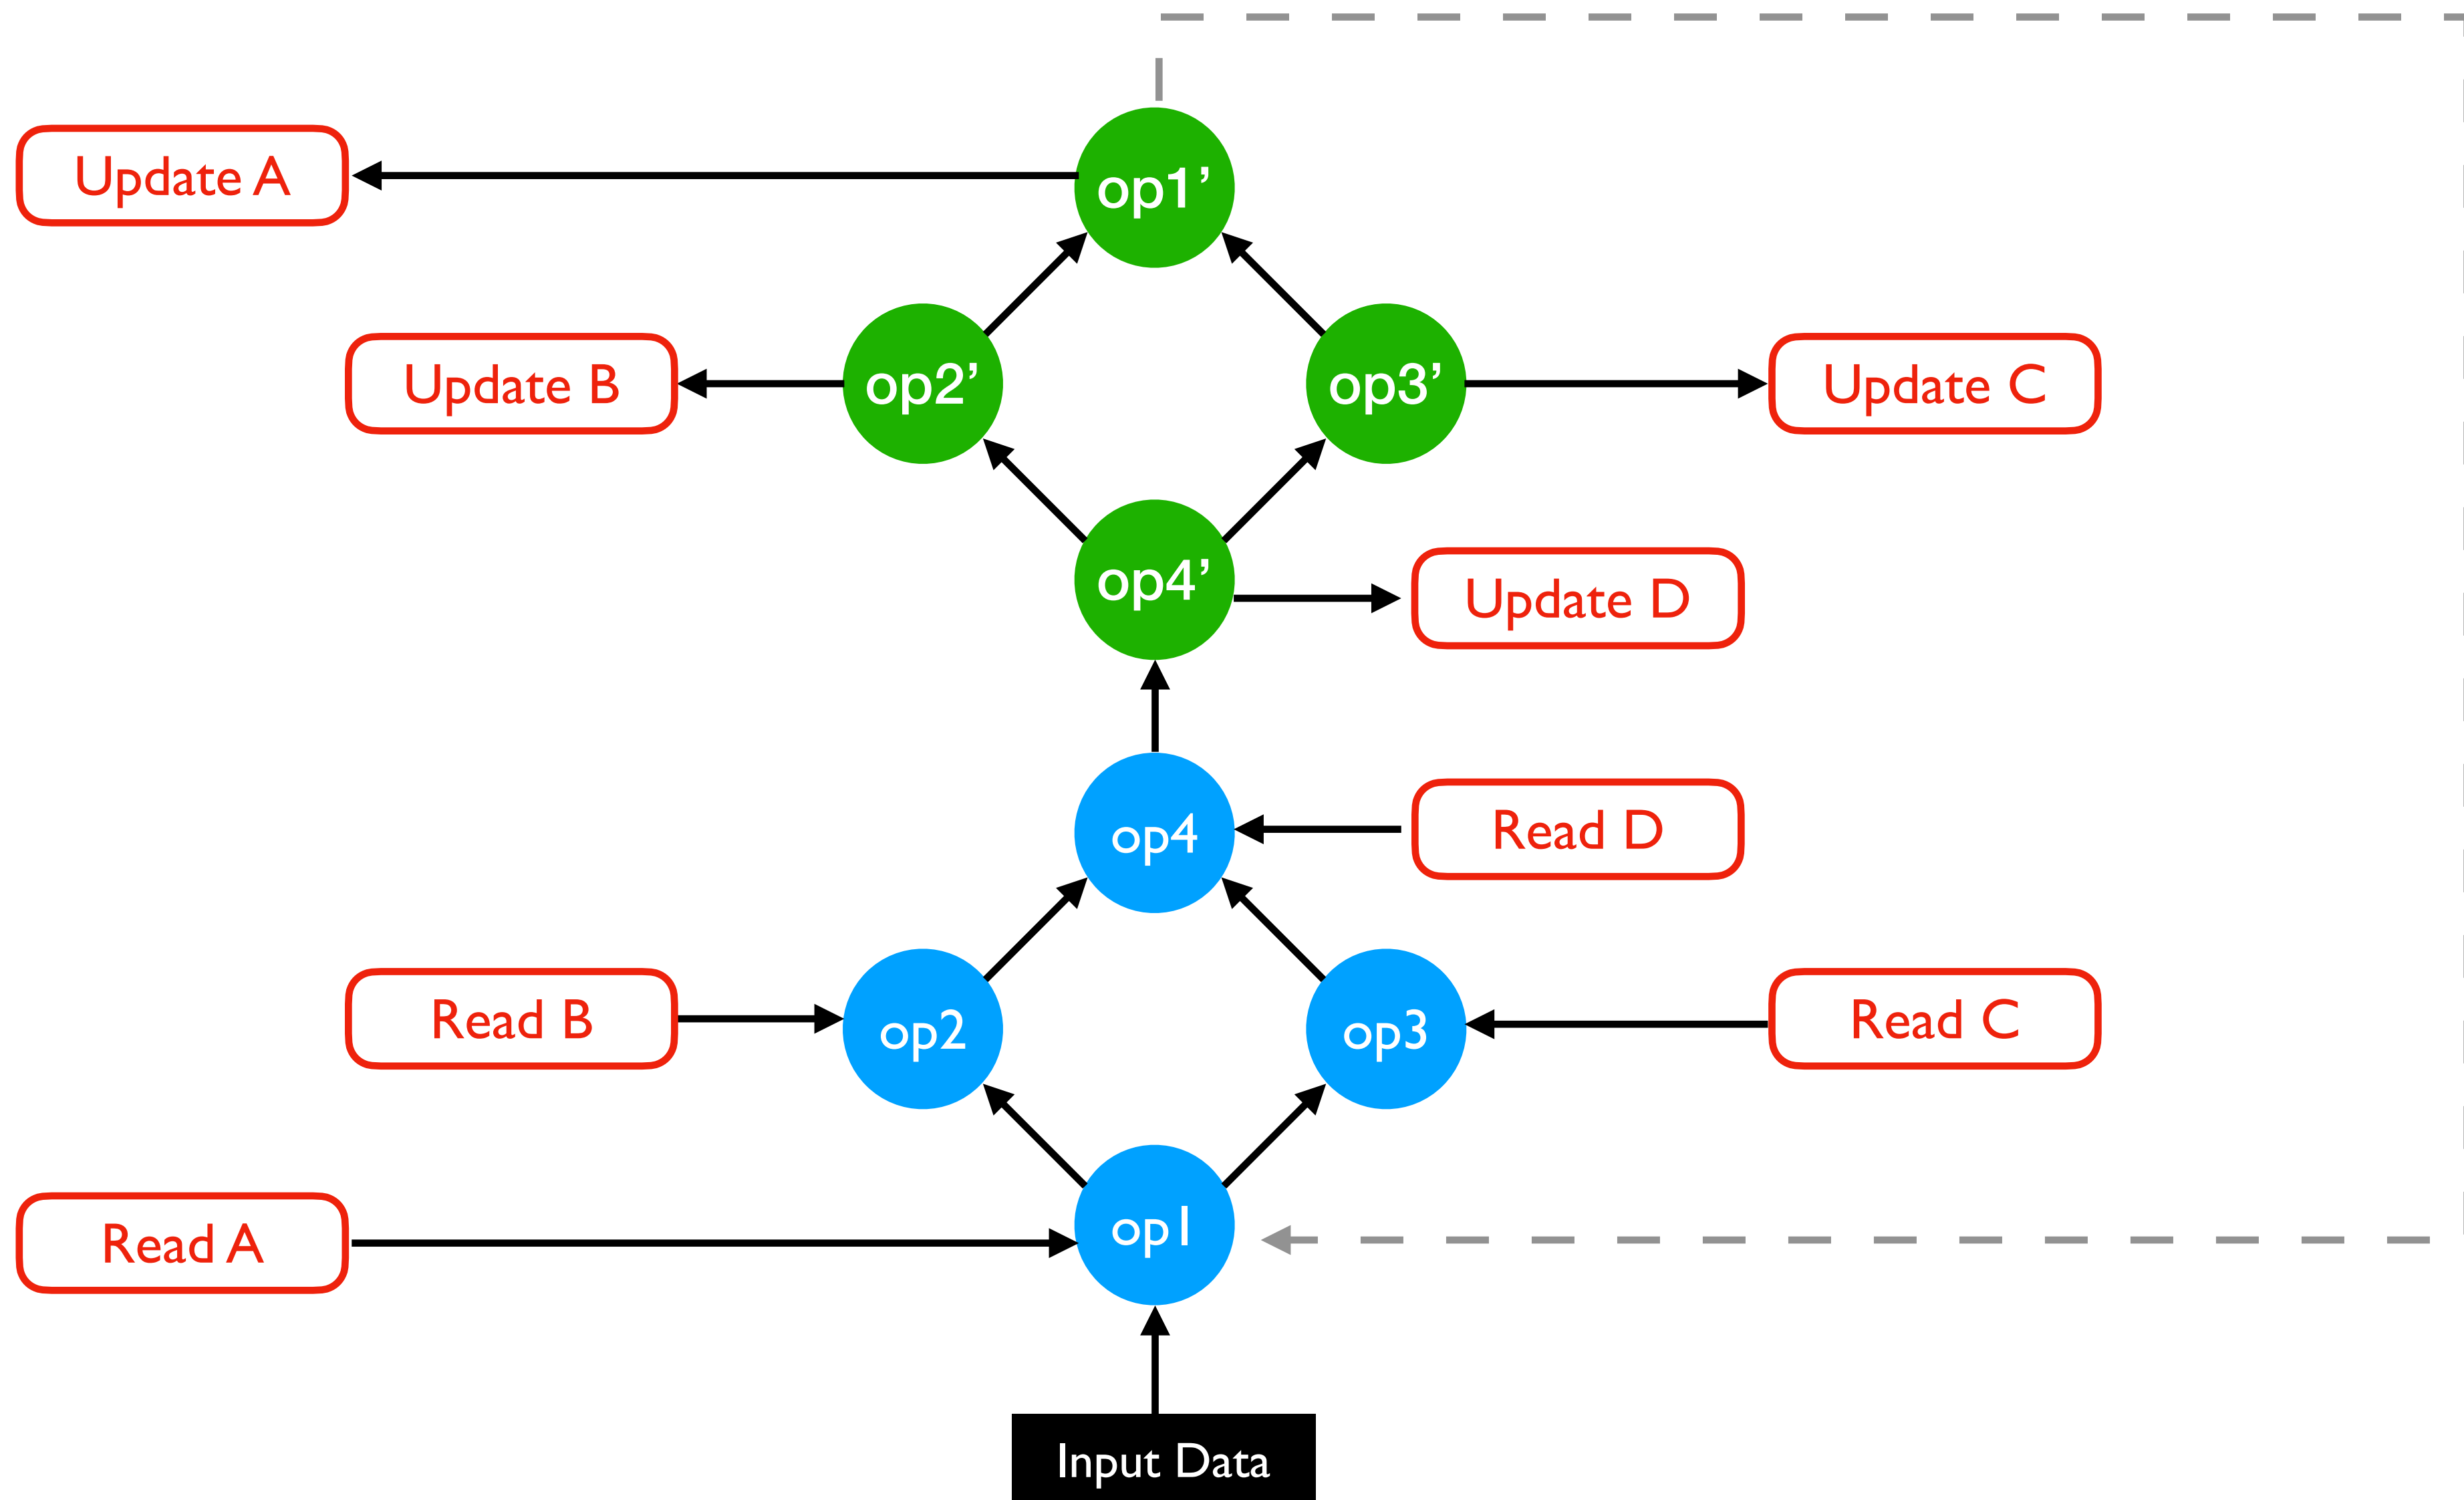 Update A
op1’
Update B
op2’
op3’
Update C
op4’
Update D
op4
Read D
Read B
op2
op3
Read C
Read A
op1
Input Data